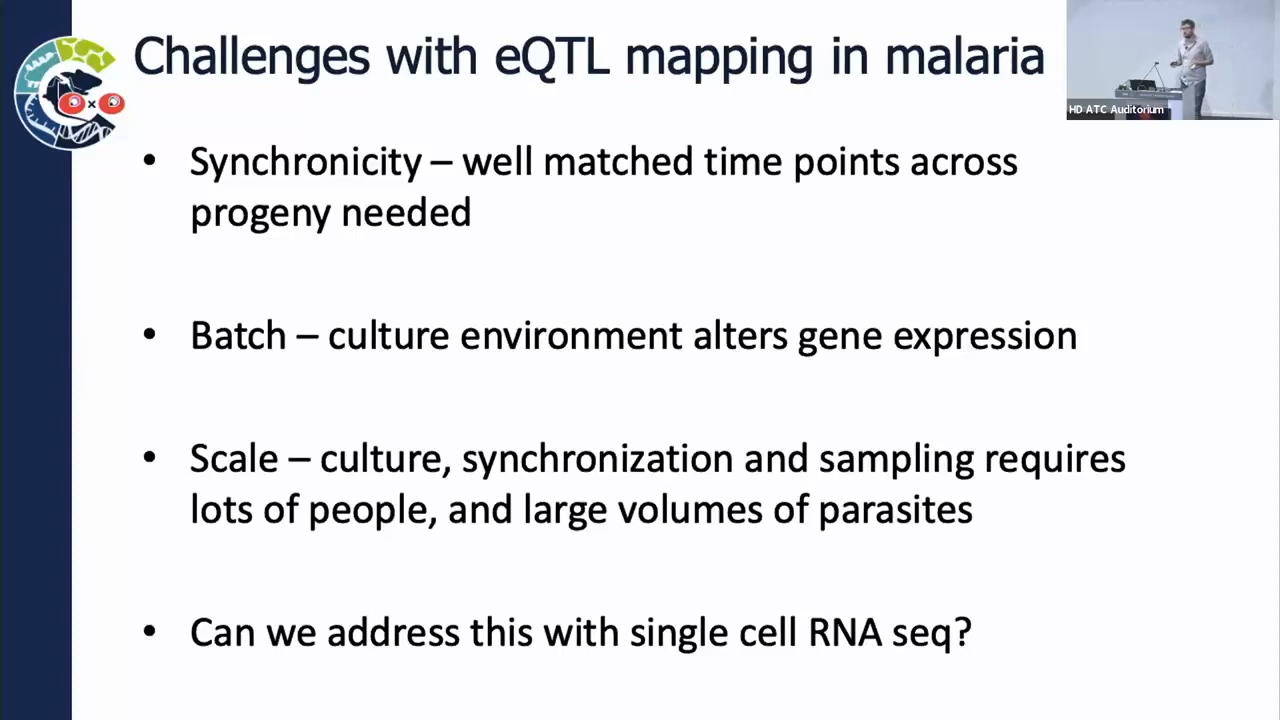 Challenges with eQTL mapping in malaria
HD ATC Auditorium
• Synchronicity – well matched time points across
progeny needed
• Batch – culture environment alters gene expression
• Scale – culture, synchronization and sampling requires
lots of people, and large volumes of parasites
• Can we address this with single cell RNA seq?